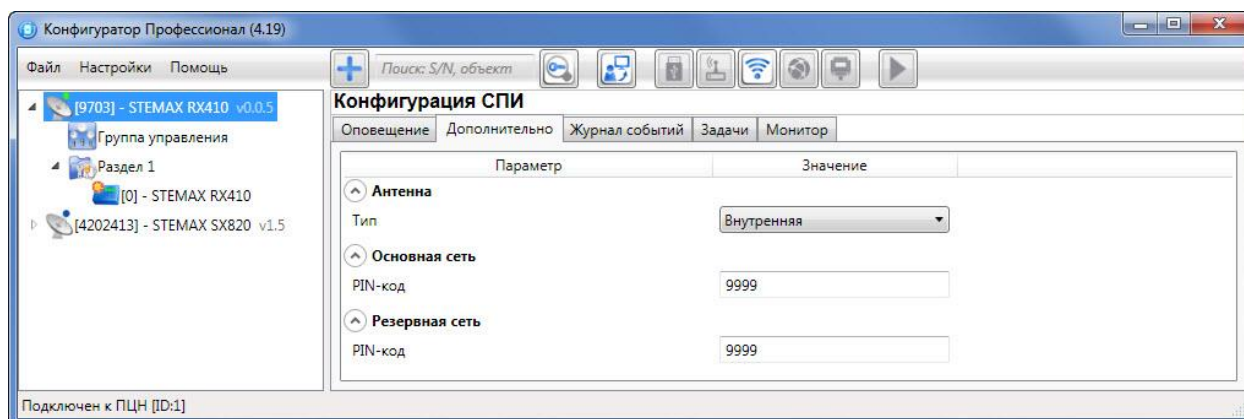 Конфигуратор Профессионал (4.19)
Файл Настройки Помощь
Поиск: S/N, объект
[9703] - STEMAX RX410 v0.0.5
Группа управления
Раздел 1
[0] - STEMAX RX410
[4202413] - STEMAX SX820 v1.5
Конфигурация СПИ
Оповещение Дополнительно Журнал событий Задачи Монитор
Параметр Значение
Антенна
Тип Внутренняя
Основная сеть
PIN-код 9999
Резервная сеть
PIN-код 9999
Подключен к ПЦН [ID:1]